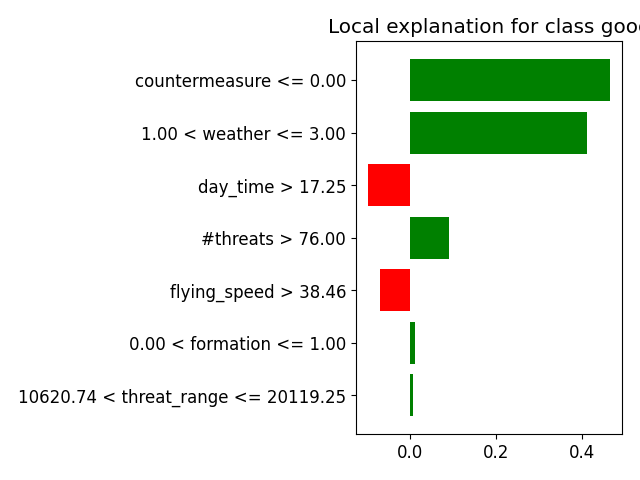 Local explanation for class goo
countermeasure <= 0.00
1.00 < weather <= 3.00
day_time > 17.25
#threats > 76.00
flying_speed > 38.46
0.00 < formation <= 1.00
10620.74 < threat_range <= 20119.25
0.0 0.2 0.4